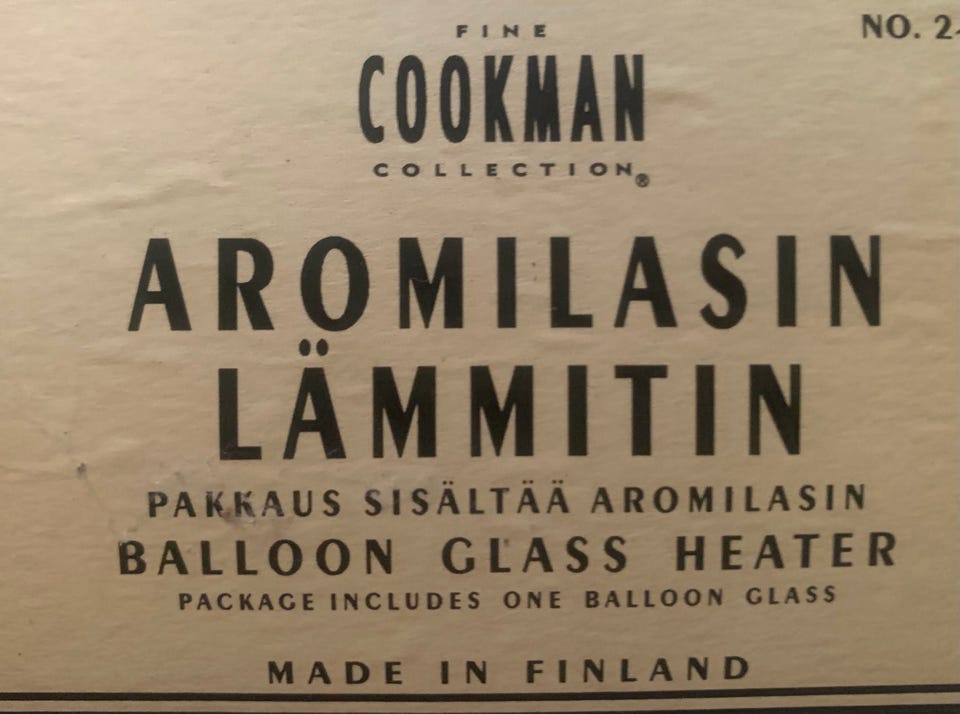 NO. 2-
FINE
COOKMAN
COLLECTION®
AROMILASIN
LÄMMITIN
PAKKAUS SISÄLTÄÄ AROMILASIN
BALLOON GLASS HEATER
PACKAGE INCLUDES ONE BALLOON GLASS
MADE IN FINLAND